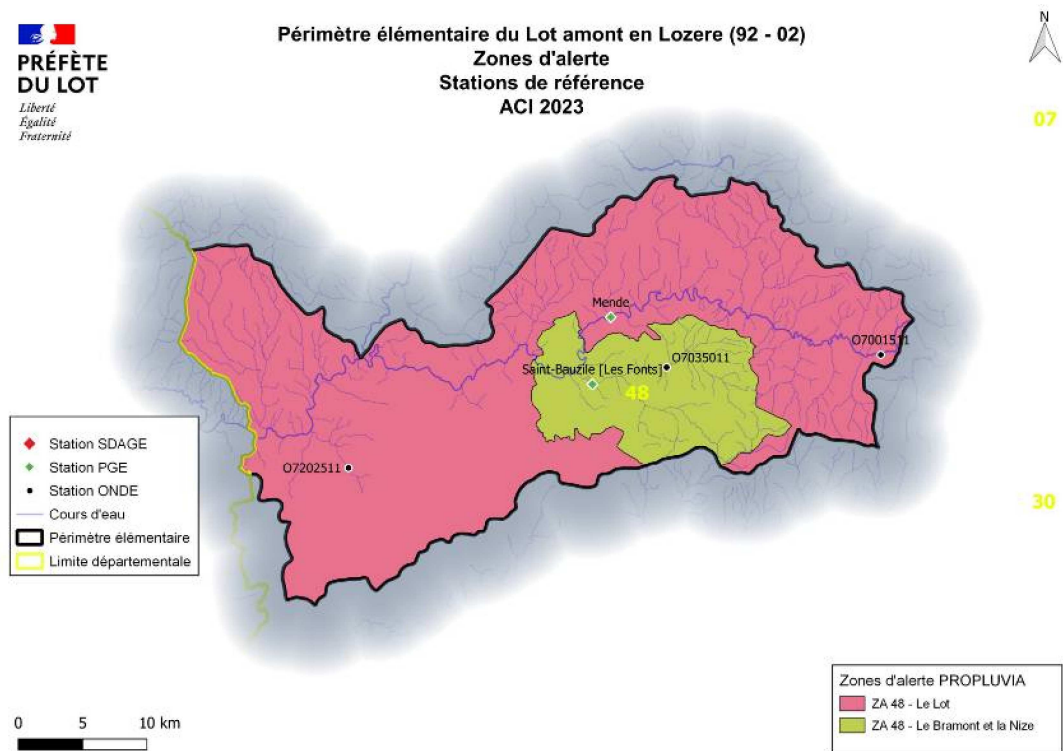 PRÉFÈTE
DU LOT
Liberté
Égalité
Fraternité
Périmètre élémentaire du Lot amont en Lozere (92 - 02)
Zones d'alerte
Stations de référence
ACI 2023
N
07
Mende
O7001511
O7035011
Saint-Bauzile [Les Fonts]
48
O7202511
30
Station SDAGE
Station PGE
Station ONDE
Cours d'eau
Périmètre élémentaire
Limite départementale
Zones d'alerte PROPLUVIA
ZA 48 - Le Lot
ZA 48 - Le Bramont et la Nize
0 5 10 km